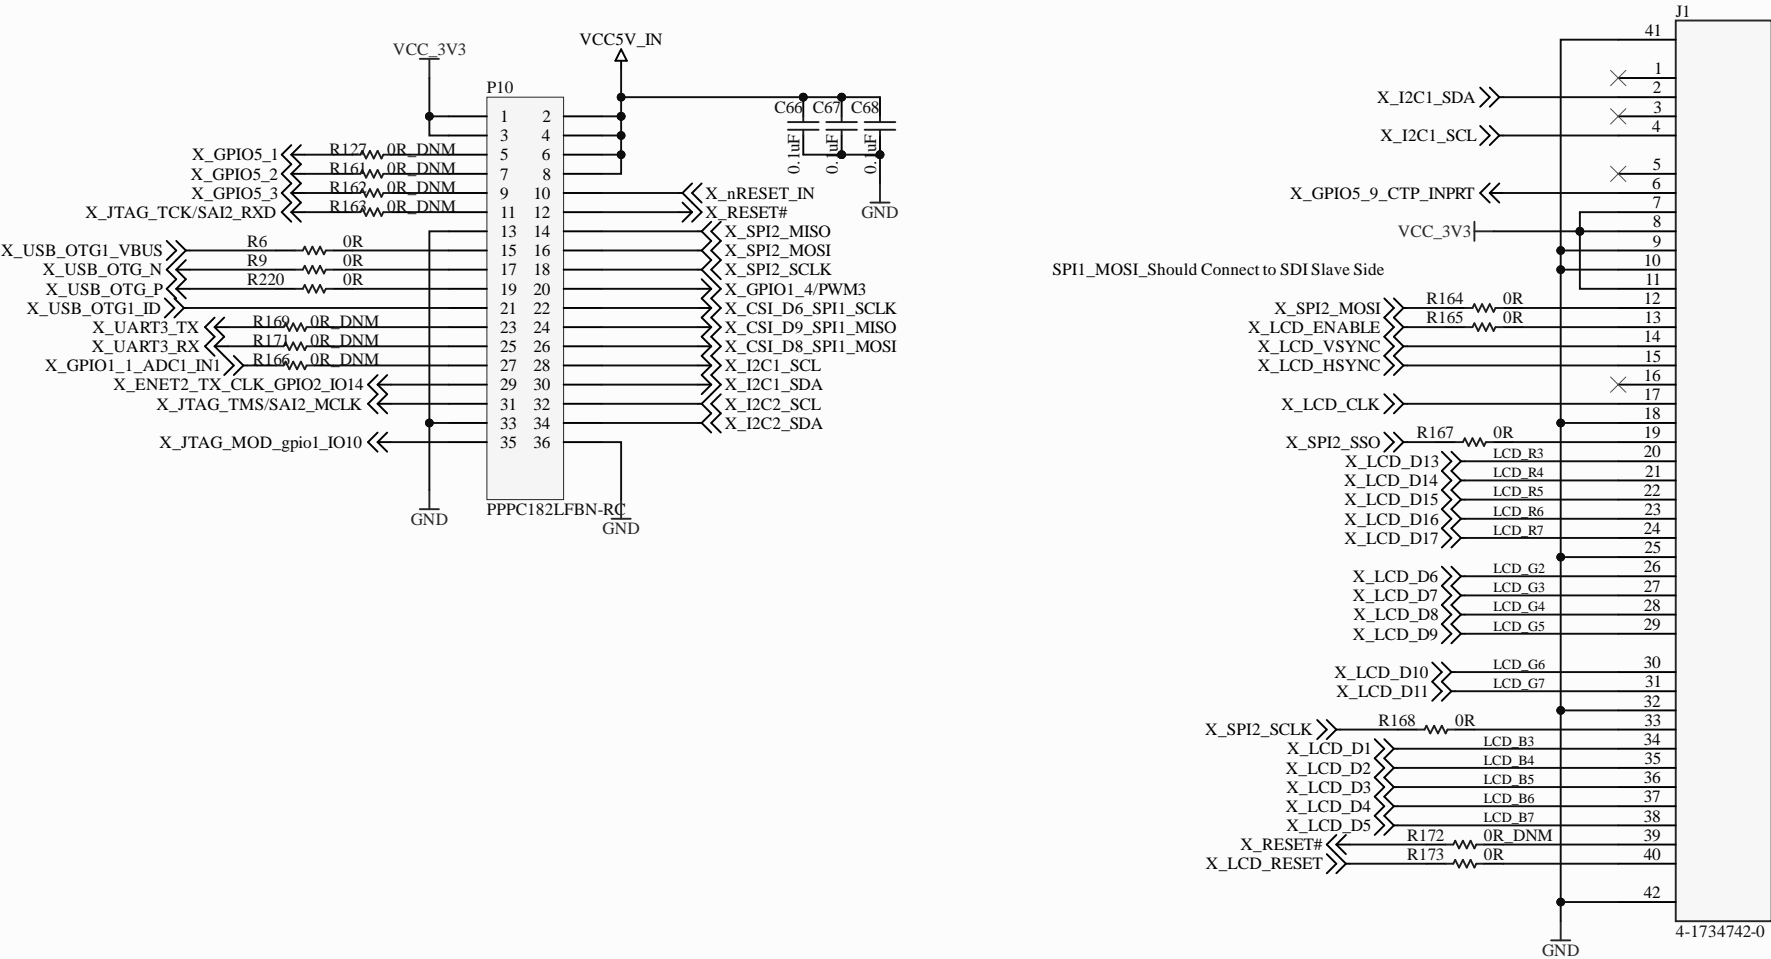 VCC_3V3
VCC5V_IN
P10
C66 C67 C68
0.1uF 0.1uF 0.1uF
GND
1 2
3 4
X_GPIO5_1 R127 0R_DNM 5 6
X_GPIO5_2 R161 0R_DNM 7 8
X_GPIO5_3 R162 0R_DNM 9 10 X_nRESET_IN
X_JTAG_TCK/SAI2_RXD R163 0R_DNM 11 12 X_RESET#
13 14 X_SPI2_MISO
X_USB_OTG1_VBUS R6 0R 15 16 X_SPI2_MOSI
X_USB_OTG_N R9 0R 17 18 X_SPI2_SCLK
X_USB_OTG_P R220 0R 19 20 X_GPIO1_4/PWM3
X_USB_OTG1_ID 21 22 X_CSI_D6_SPI1_SCLK
X_UART3_TX R169 0R_DNM 23 24 X_CSI_D9_SPI1_MISO
X_UART3_RX R171 0R_DNM 25 26 X_CSI_D8_SPI1_MOSI
X_GPIO1_1_ADC1_IN1 R166 0R_DNM 27 28 X_I2C1_SCL
X_ENET2_TX_CLK_GPIO2_IO14 29 30 X_I2C1_SDA
X_JTAG_TMS/SAI2_MCLK 31 32 X_I2C2_SCL
33 34 X_I2C2_SDA
X_JTAG_MOD_gpio1_IO10 35 36
PPPC182LFBN-RC
GND
GND
J1
41
1
X_I2C1_SDA 2
3
X_I2C1_SCL 4
5
X_GPIO5_9_CTP_INPRT 6
7
VCC_3V3 8
9
SPI1_MOSI_Should Connect to SDI Slave Side 10
11
X_SPI2_MOSI R164 0R 12
X_LCD_ENABLE R165 0R 13
X_LCD_VSYNC 14
X_LCD_HSYNC 15
16
X_LCD_CLK 17
18
X_SPI2_SSO R167 0R 19
X_LCD_D13 LCD_R3 20
X_LCD_D14 LCD_R4 21
X_LCD_D15 LCD_R5 22
X_LCD_D16 LCD_R6 23
X_LCD_D17 LCD_R7 24
25
X_LCD_D6 LCD_G2 26
X_LCD_D7 LCD_G3 27
X_LCD_D8 LCD_G4 28
X_LCD_D9 LCD_G5 29
X_LCD_D10 LCD_G6 30
X_LCD_D11 LCD_G7 31
32
X_SPI2_SCLK R168 0R 33
X_LCD_D1 LCD_B3 34
X_LCD_D2 LCD_B4 35
X_LCD_D3 LCD_B5 36
X_LCD_D4 LCD_B6 37
X_LCD_D5 LCD_B7 38
X_RESET# R172 0R_DNM 39
X_LCD_RESET R173 0R 40
42
4-1734742-0
GND